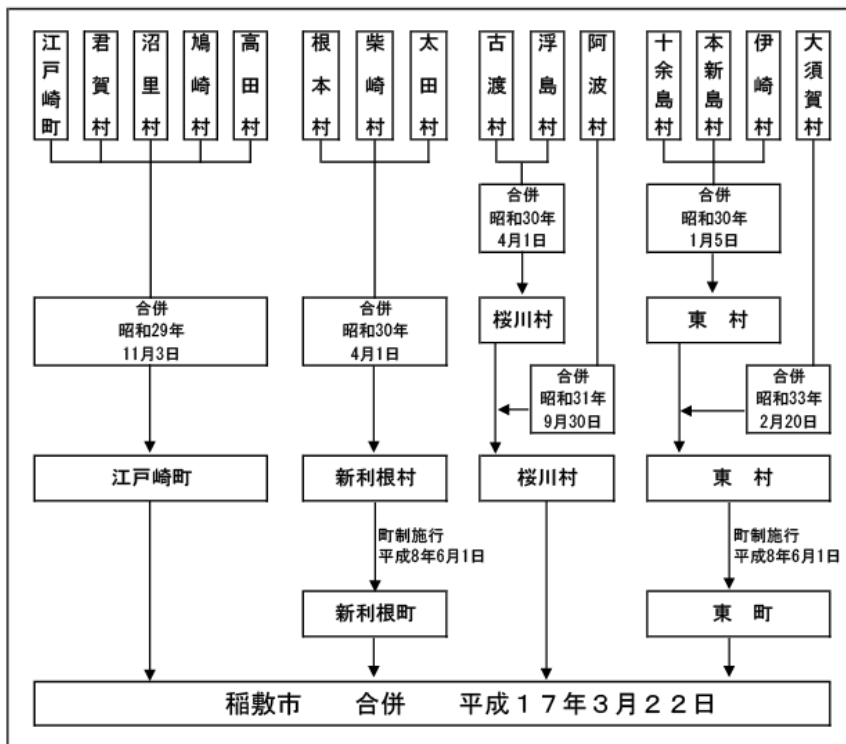 江戸崎町
君賀村
沼里村
鳩崎村
高田村
根本村
柴崎村
太田村
古渡村
浮島村
阿波村
十余島村
本新島村
伊崎村
大須賀村
合併
昭和30年
4月1日
合併
昭和30年
1月5日
合併
昭和29年
11月3日
合併
昭和30年
4月1日
桜川村
東 村
合併
昭和31年
9月30日
合併
昭和33年
2月20日
江戸崎町
新利根村
桜川村
東 村
町制施行
平成8年6月1日
町制施行
平成8年6月1日
新利根町
東 町
稲敷市 合併 平成17年3月22日